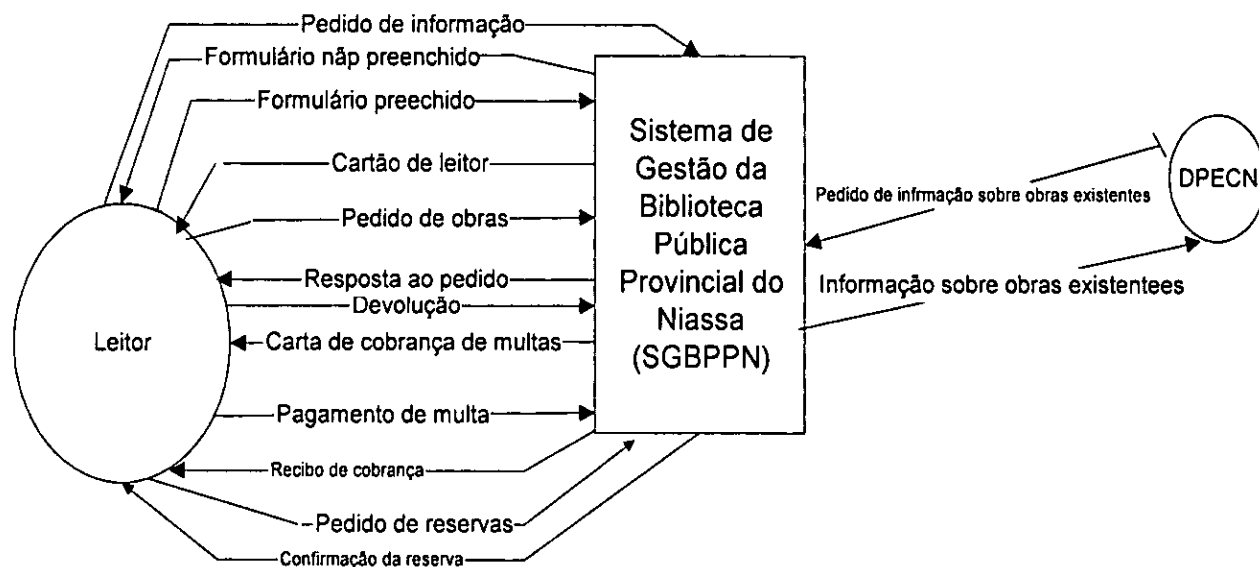 Pedido de informação
Formulário nãp preenchido
Formulário preechido
Cartão de leitor
Pedido de obras
Resposta ao pedido
Devolução
Leitor
Carta de cobrança de multas
Pagamento de multa
Recibo de cobrança
Pedido de reservas
Confirmação da reserva
Sistema de
Gestão da
Biblioteca
Pública
Provincial do
Niassa
(SGBPPN)
DPECN
Pedido de infrmação sobre obras existentes
Informação sobre obras existentees